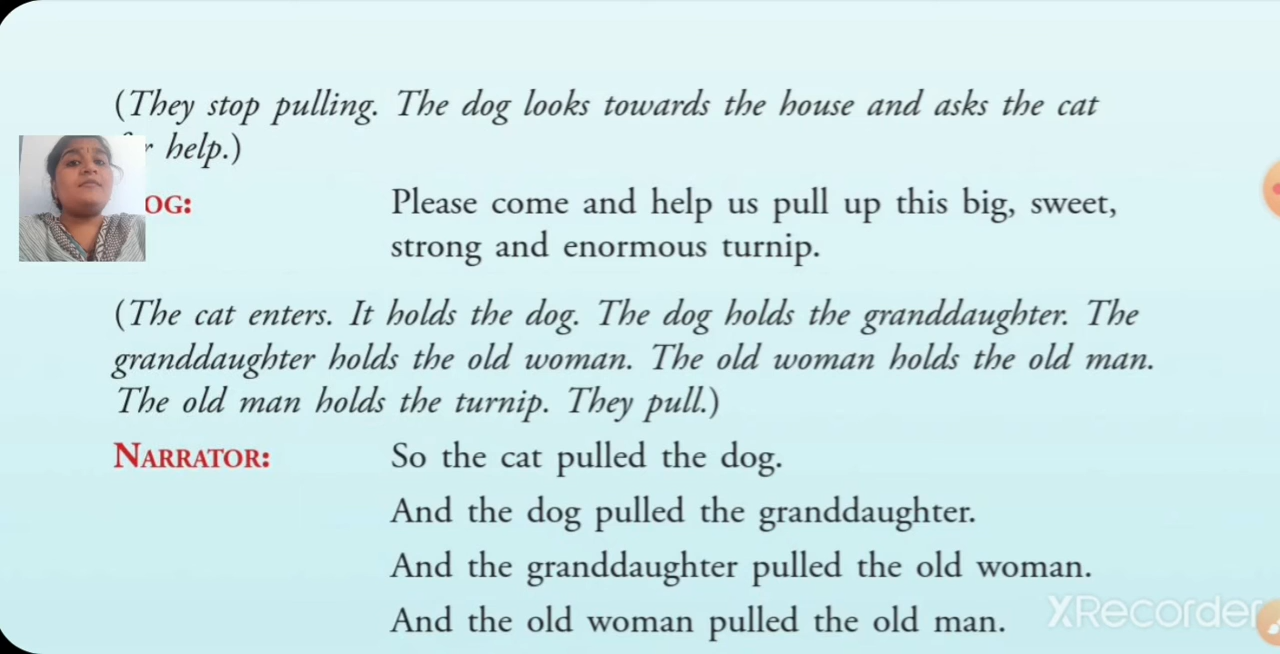 (They stop pulling. The dog looks towards the house and asks the cat
help.)
OG: Please come and help us pull up this big, sweet,
strong and enormous turnip.
(The cat enters. It holds the dog. The dog holds the granddaughter. The
granddaughter holds the old woman. The old woman holds the old man.
The old man holds the turnip. They pull.)
NARRATOR: So the cat pulled the dog.
And the dog pulled the granddaughter.
And the granddaughter pulled the old woman.
And the old woman pulled the old man.
XRecorder